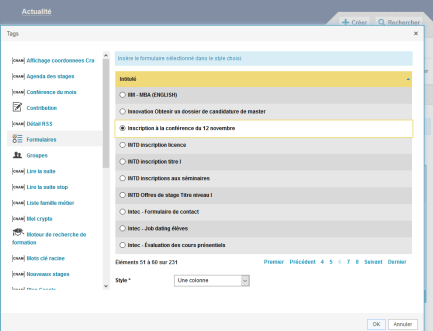 Actualité
Créer
Rechercher
Tags
×
Affichage coordonnees Cra
Agenda des stages
Conférence du mois
Contribution
Détail RSS
Formulaires
Groupes
Lire la suite
Lire la suite stop
Liste famille métier
Mot crypte
Moteur de recherche de
formation
Mots clé racine
Nouveaux stages
Insère le formulaire sélectionné dans le style choisi.
Intitulé
IIM - MBA (ENGLISH)
Innovation Obtenir un dossier de candidature de master
Inscription à la conférence du 12 novembre
INTD inscription licence
INTD inscription titre I
INTD inscriptions aux séminaires
INTD Offres de stage Titre niveau I
Intec - Formulaire de contact
Intec - Job dating élèves
Intec - Évaluation des cours présentiels
Éléments 51 à 60 sur 231
Premier Précédent 4 5 6 7 8 Suivant Dernier
Style *
Une colonne
OK
Annuler